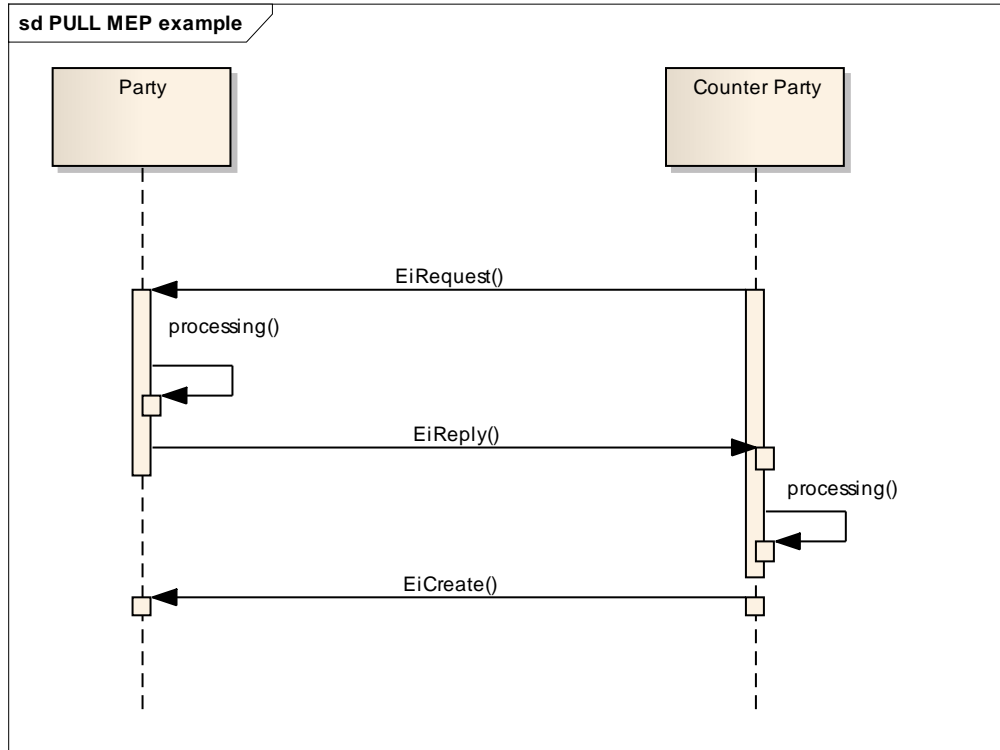 sd PULL MEP example
Party
Counter Party
EiRequest()
processing()
EiReply()
processing()
EiCreate()